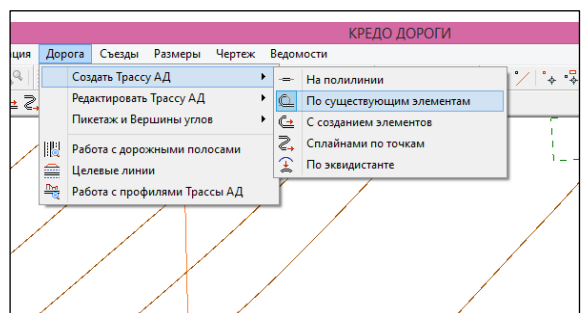 КРЕДО ДОРОГИ
ция Дорога Съезды Размеры Чертеж Ведомости
Создать Трассу АД
Редактировать Трассу АД
Пикетаж и Вершины углов
Работа с дорожными полосами
Целевые линии
Работа с профилями Трассы АД
На полилинии
По существующим элементам
С созданием элементов
Сплайнами по точкам
По эквидистанте